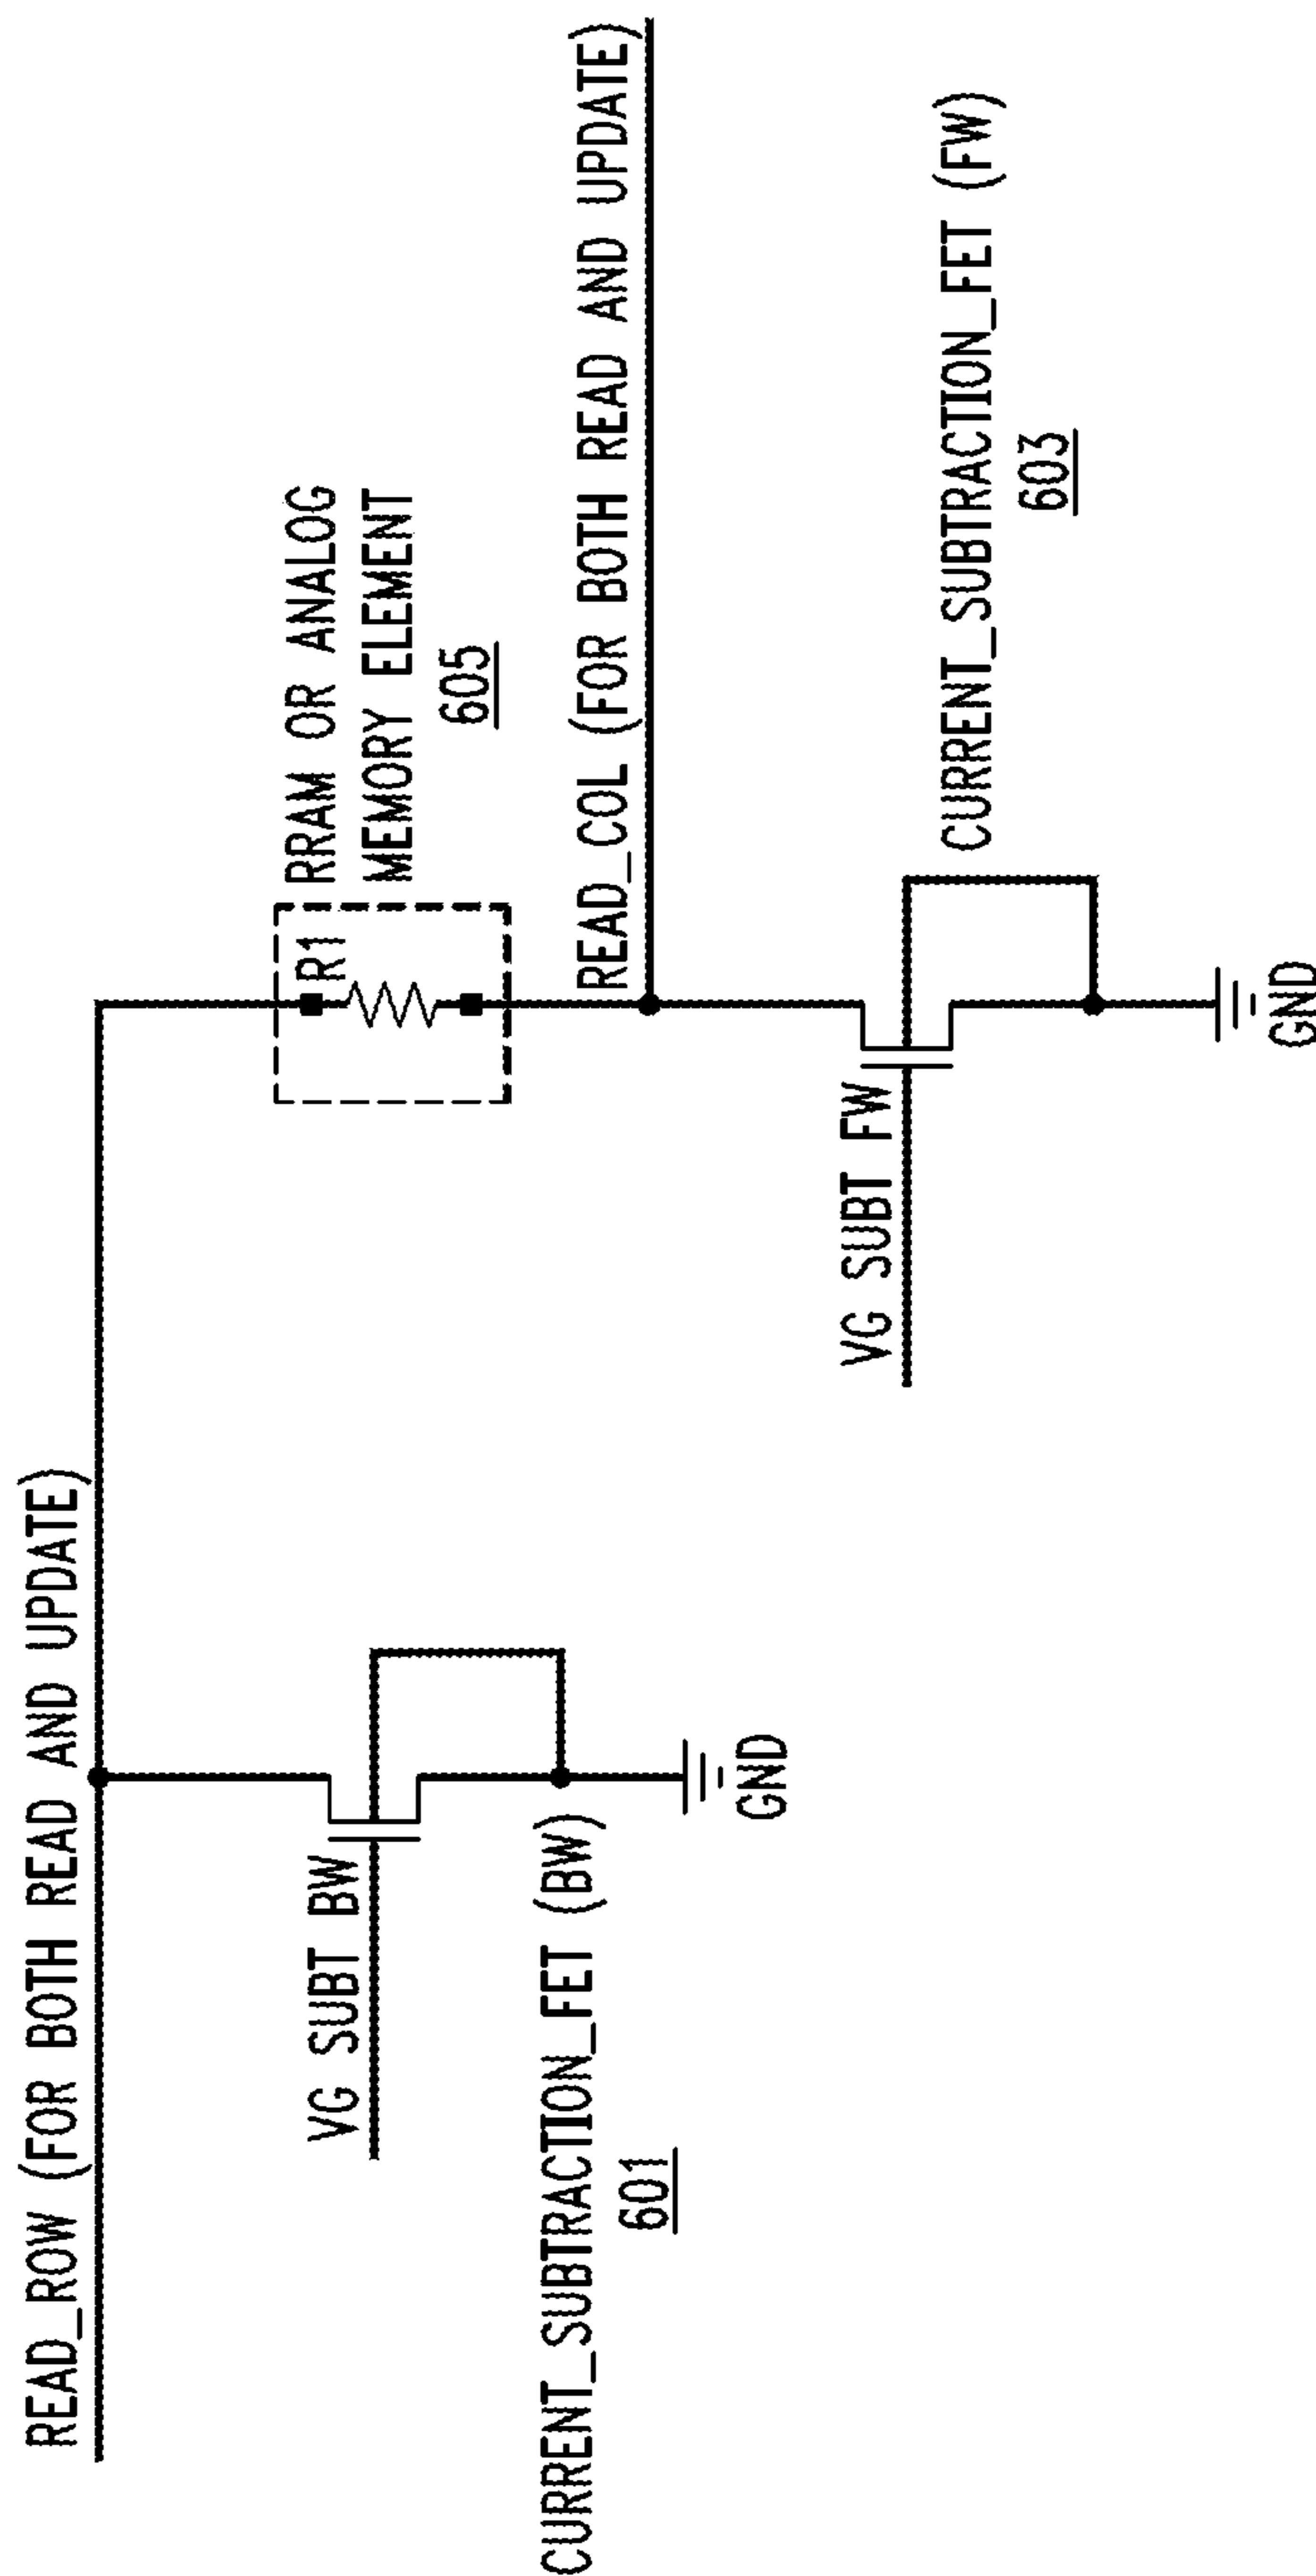 READ_ROW (FOR BOTH READ AND UPDATE)
RRAM OR ANALOG
MEMORY ELEMENT
605
R1
VG SUBT BW
CURRENT_SUBTRACTION_FET (BW)
601
GND
READ_COL (FOR BOTH READ AND UPDATE)
VG SUBT FW
CURRENT_SUBTRACTION_FET (FW)
603
GND